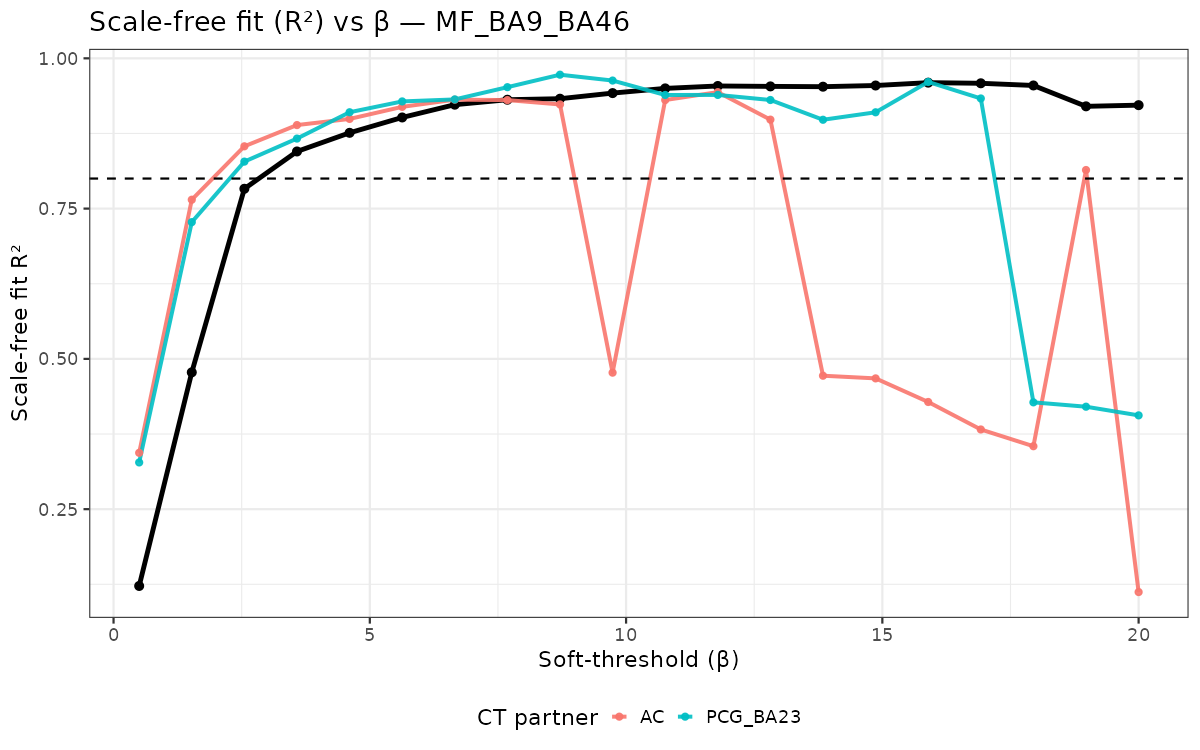 Scale-free fit (R²) vs β — MF_BA9_BA46
1.00
0.75
0.50
0.25
Scale-free fit R²
0
5
10
15
20
Soft-threshold (β)
CT partner AC PCG_BA23